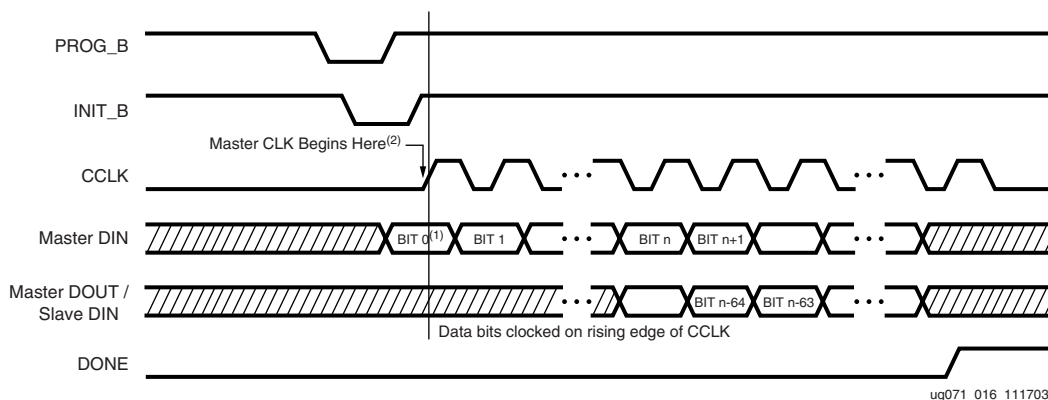 PROG_B
INIT_B
Master CLK Begins Here(2)
CCLK
Master DIN
BIT 0(1)
BIT 1
BIT n
BIT n+1
Master DOUT /
Slave DIN
BIT n-64
BIT n-63
Data bits clocked on rising edge of CCLK
DONE
ug071_016_111703